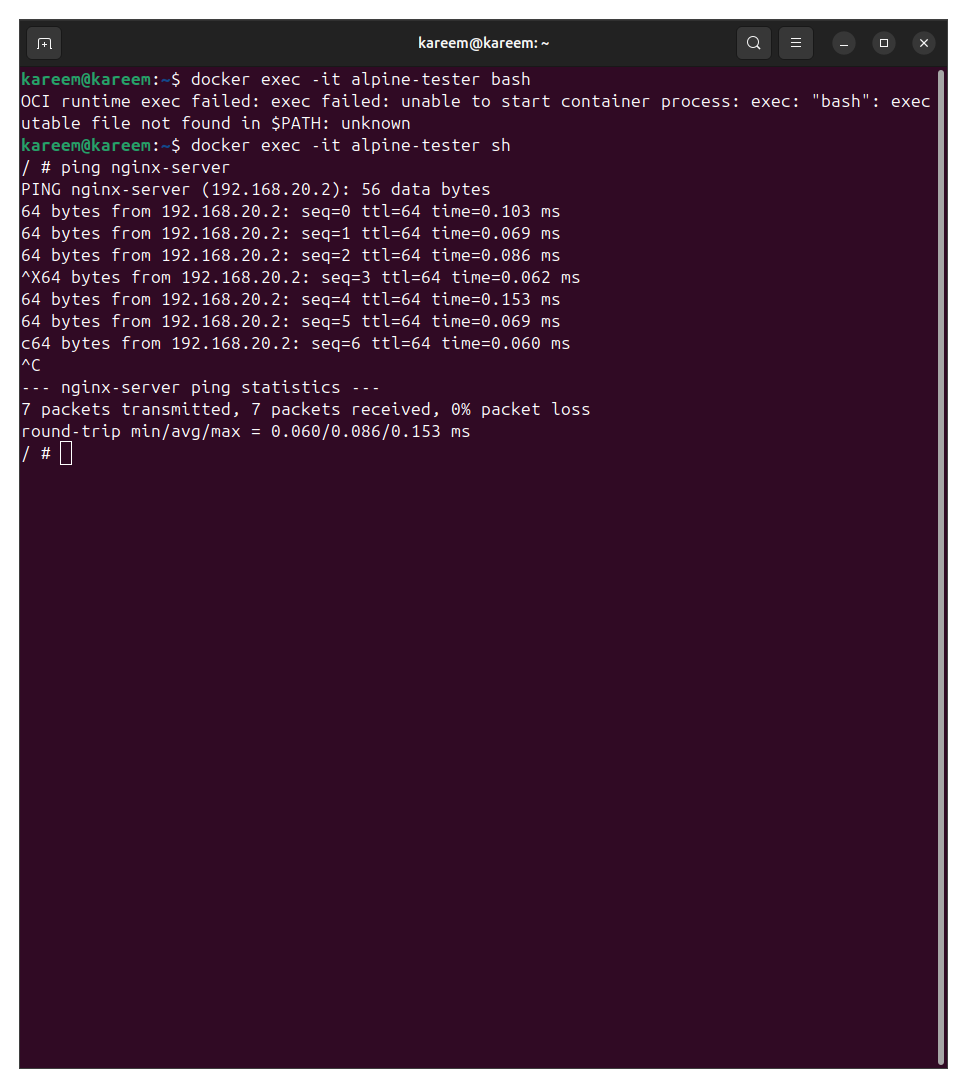 kareem@kareem: ~
kareem@kareem:~$ docker exec -it alpine-tester bash
OCI runtime exec failed: exec failed: unable to start container process: exec: "bash": exec
utable file not found in $PATH: unknown
kareem@kareem:~$ docker exec -it alpine-tester sh
/ # ping nginx-server
PING nginx-server (192.168.20.2): 56 data bytes
64 bytes from 192.168.20.2: seq=0 ttl=64 time=0.103 ms
64 bytes from 192.168.20.2: seq=1 ttl=64 time=0.069 ms
64 bytes from 192.168.20.2: seq=2 ttl=64 time=0.086 ms
^X64 bytes from 192.168.20.2: seq=3 ttl=64 time=0.062 ms
64 bytes from 192.168.20.2: seq=4 ttl=64 time=0.153 ms
64 bytes from 192.168.20.2: seq=5 ttl=64 time=0.069 ms
c64 bytes from 192.168.20.2: seq=6 ttl=64 time=0.060 ms
^C
--- nginx-server ping statistics ---
7 packets transmitted, 7 packets received, 0% packet loss
round-trip min/avg/max = 0.060/0.086/0.153 ms
/ #